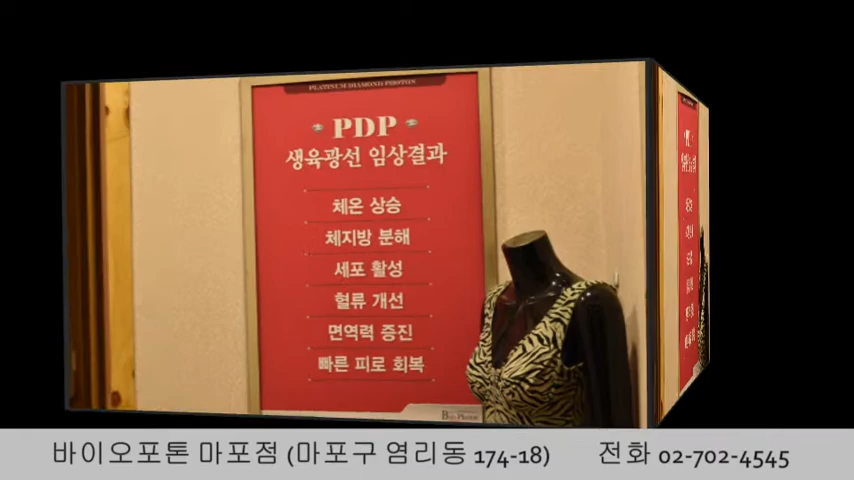 PLATINUM DIAMOND PHOTON
PDP
생육광선 임상결과
체온 상승
체지방 분해
세포 활성
혈류 개선
면역력 증진
빠른 피로 회복
바이오포톤 마포점 (마포구 염리동 174-18) 전화 02-702-4545